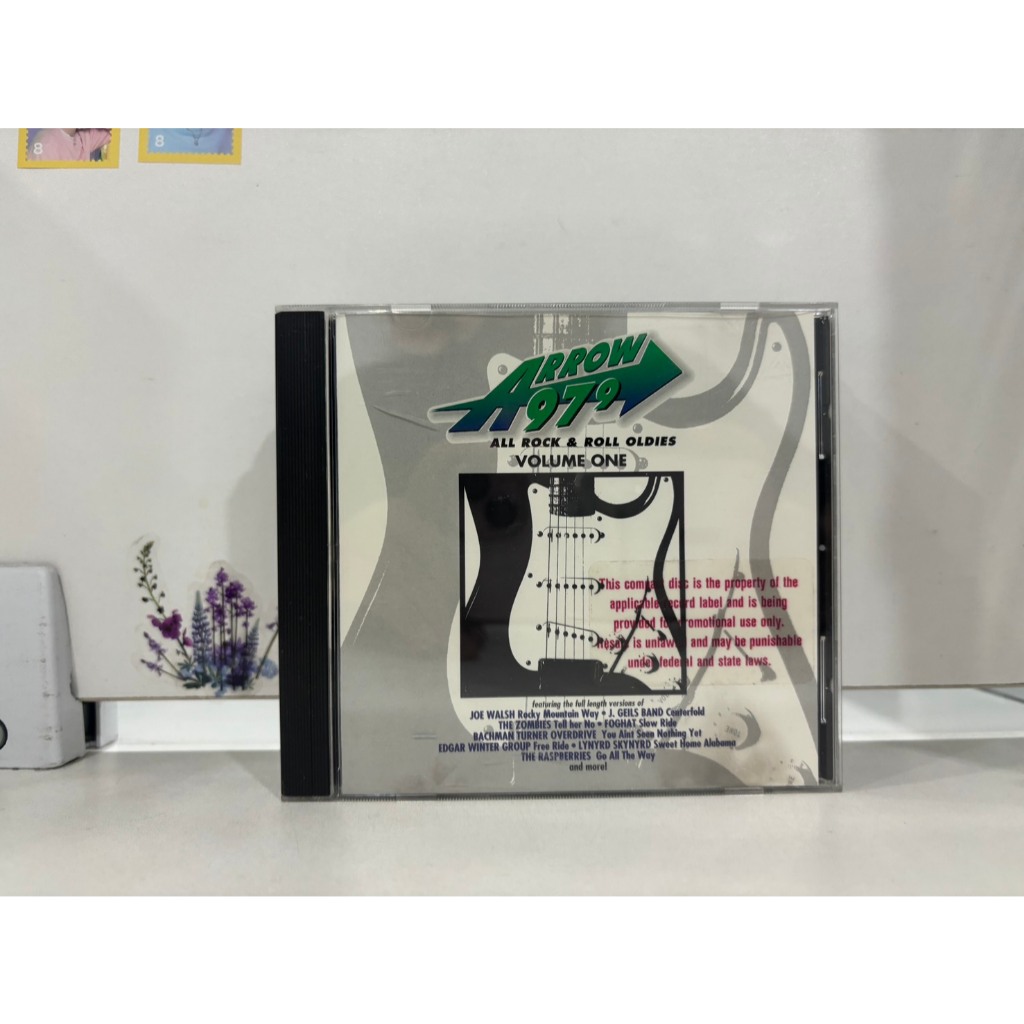 8
8
ARROW
979
ALL ROCK & ROLL OLDIES
VOLUME ONE
This compact disc is the property of the
applicable record label and is being
provided for promotional use only.
Resale is unlawful and may be punishable
under federal and state laws.
featuring the full length versions of
JOE WALSH Rocky Mountain Way • J. GEILS BAND Centerfold
THE ZOMBIES Tell her No • FOGHAT Slow Ride
BACHMAN TURNER OVERDRIVE You Aint Seen Nothing Yet
EDGAR WINTER GROUP Free Ride • LYNYRD SKYNYRD Sweet Home Alabama
THE RASPBERRIES Go All The Way
and more!